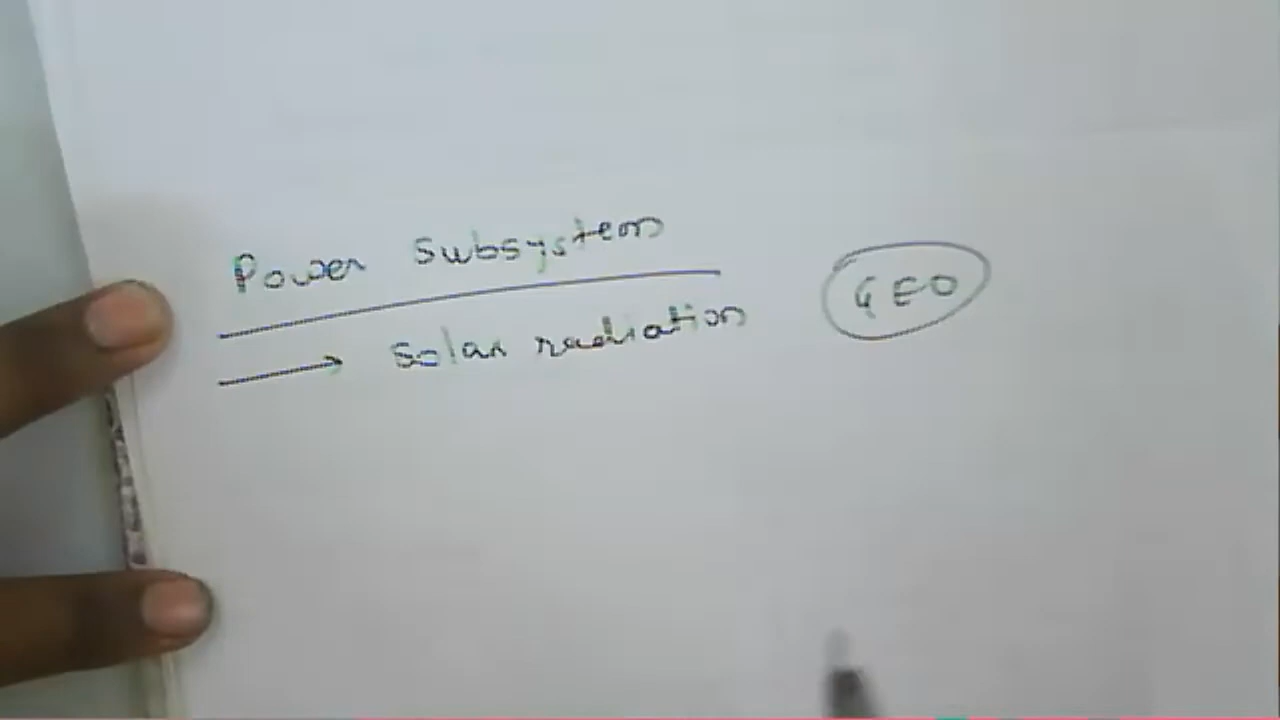 Power Subsystem
→ Solar radiation
GEO